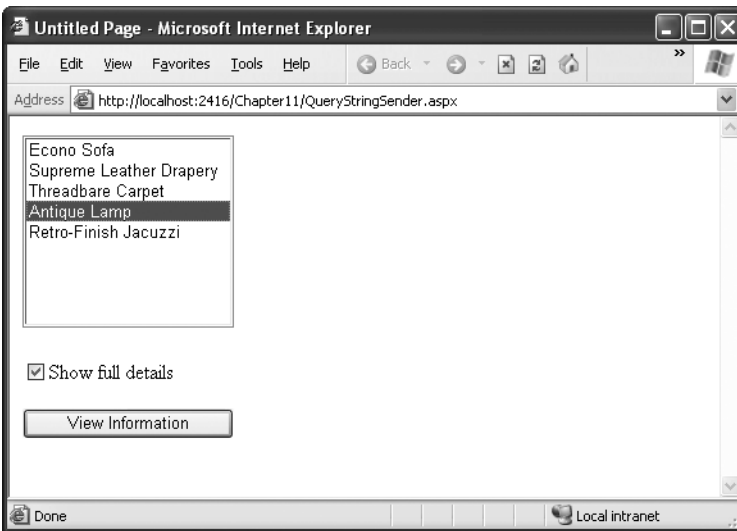 Untitled Page - Microsoft Internet Explorer
File Edit View Favorites Tools Help Back »
Address http://localhost:2416/Chapter11/QueryStringSender.aspx
Econo Sofa
Supreme Leather Drapery
Threadbare Carpet
Antique Lamp
Retro-Finish Jacuzzi
Show full details
View Information
Done Local intranet